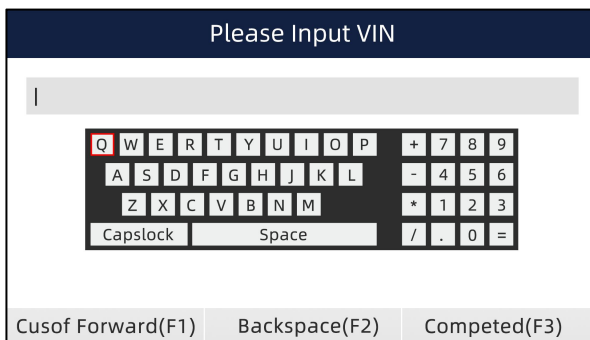 Please Input VIN
Q W E R T Y U I O P + 7 8 9
A S D F G H J K L - 4 5 6
Z X C V B N M * 1 2 3
Capslock Space / . 0 =
Cusof Forward(F1) Backspace(F2) Competed(F3)